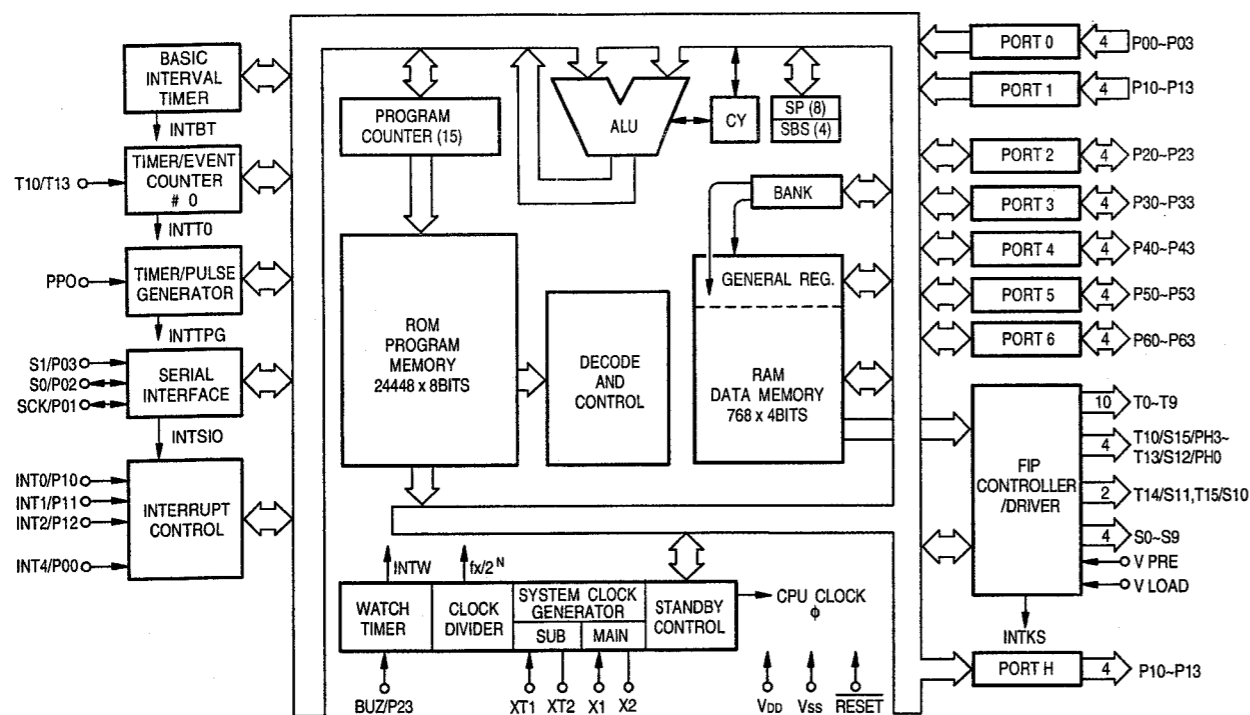 BASIC
INTERVAL
TIMER
INTBT
T10/T13
TIMER/EVENT
COUNTER
# 0
INTT0
PPO
TIMER/PULSE
GENERATOR
INTTPG
S1/P03
S0/P02
SCK/P01
SERIAL
INTERFACE
INTSIO
INT0/P10
INT1/P11
INT2/P12
INT4/P00
INTERRUPT
CONTROL
PROGRAM
COUNTER (15)
ALU
CY
SP (8)
SBS (4)
BANK
GENERAL REG.
ROM
PROGRAM
MEMORY
24448 x 8BITS
DECODE
AND
CONTROL
RAM
DATA MEMORY
768 x 4BITS
INTW
fx/2^N
WATCH
TIMER
CLOCK
DIVIDER
SYSTEM CLOCK
GENERATOR
SUB
MAIN
STANDBY
CONTROL
CPU CLOCK
ϕ
BUZ/P23
XT1
XT2
X1
X2
VDD
VSS
RESET
PORT 0
4
P00~P03
PORT 1
4
P10~P13
PORT 2
4
P20~P23
PORT 3
4
P30~P33
PORT 4
4
P40~P43
PORT 5
4
P50~P53
PORT 6
4
P60~P63
FIP
CONTROLLER
/DRIVER
10
T0~T9
4
T10/S15/PH3~
T13/S12/PH0
2
T14/S11,T15/S10
4
S0~S9
V PRE
V LOAD
INTKS
PORT H
4
P10~P13